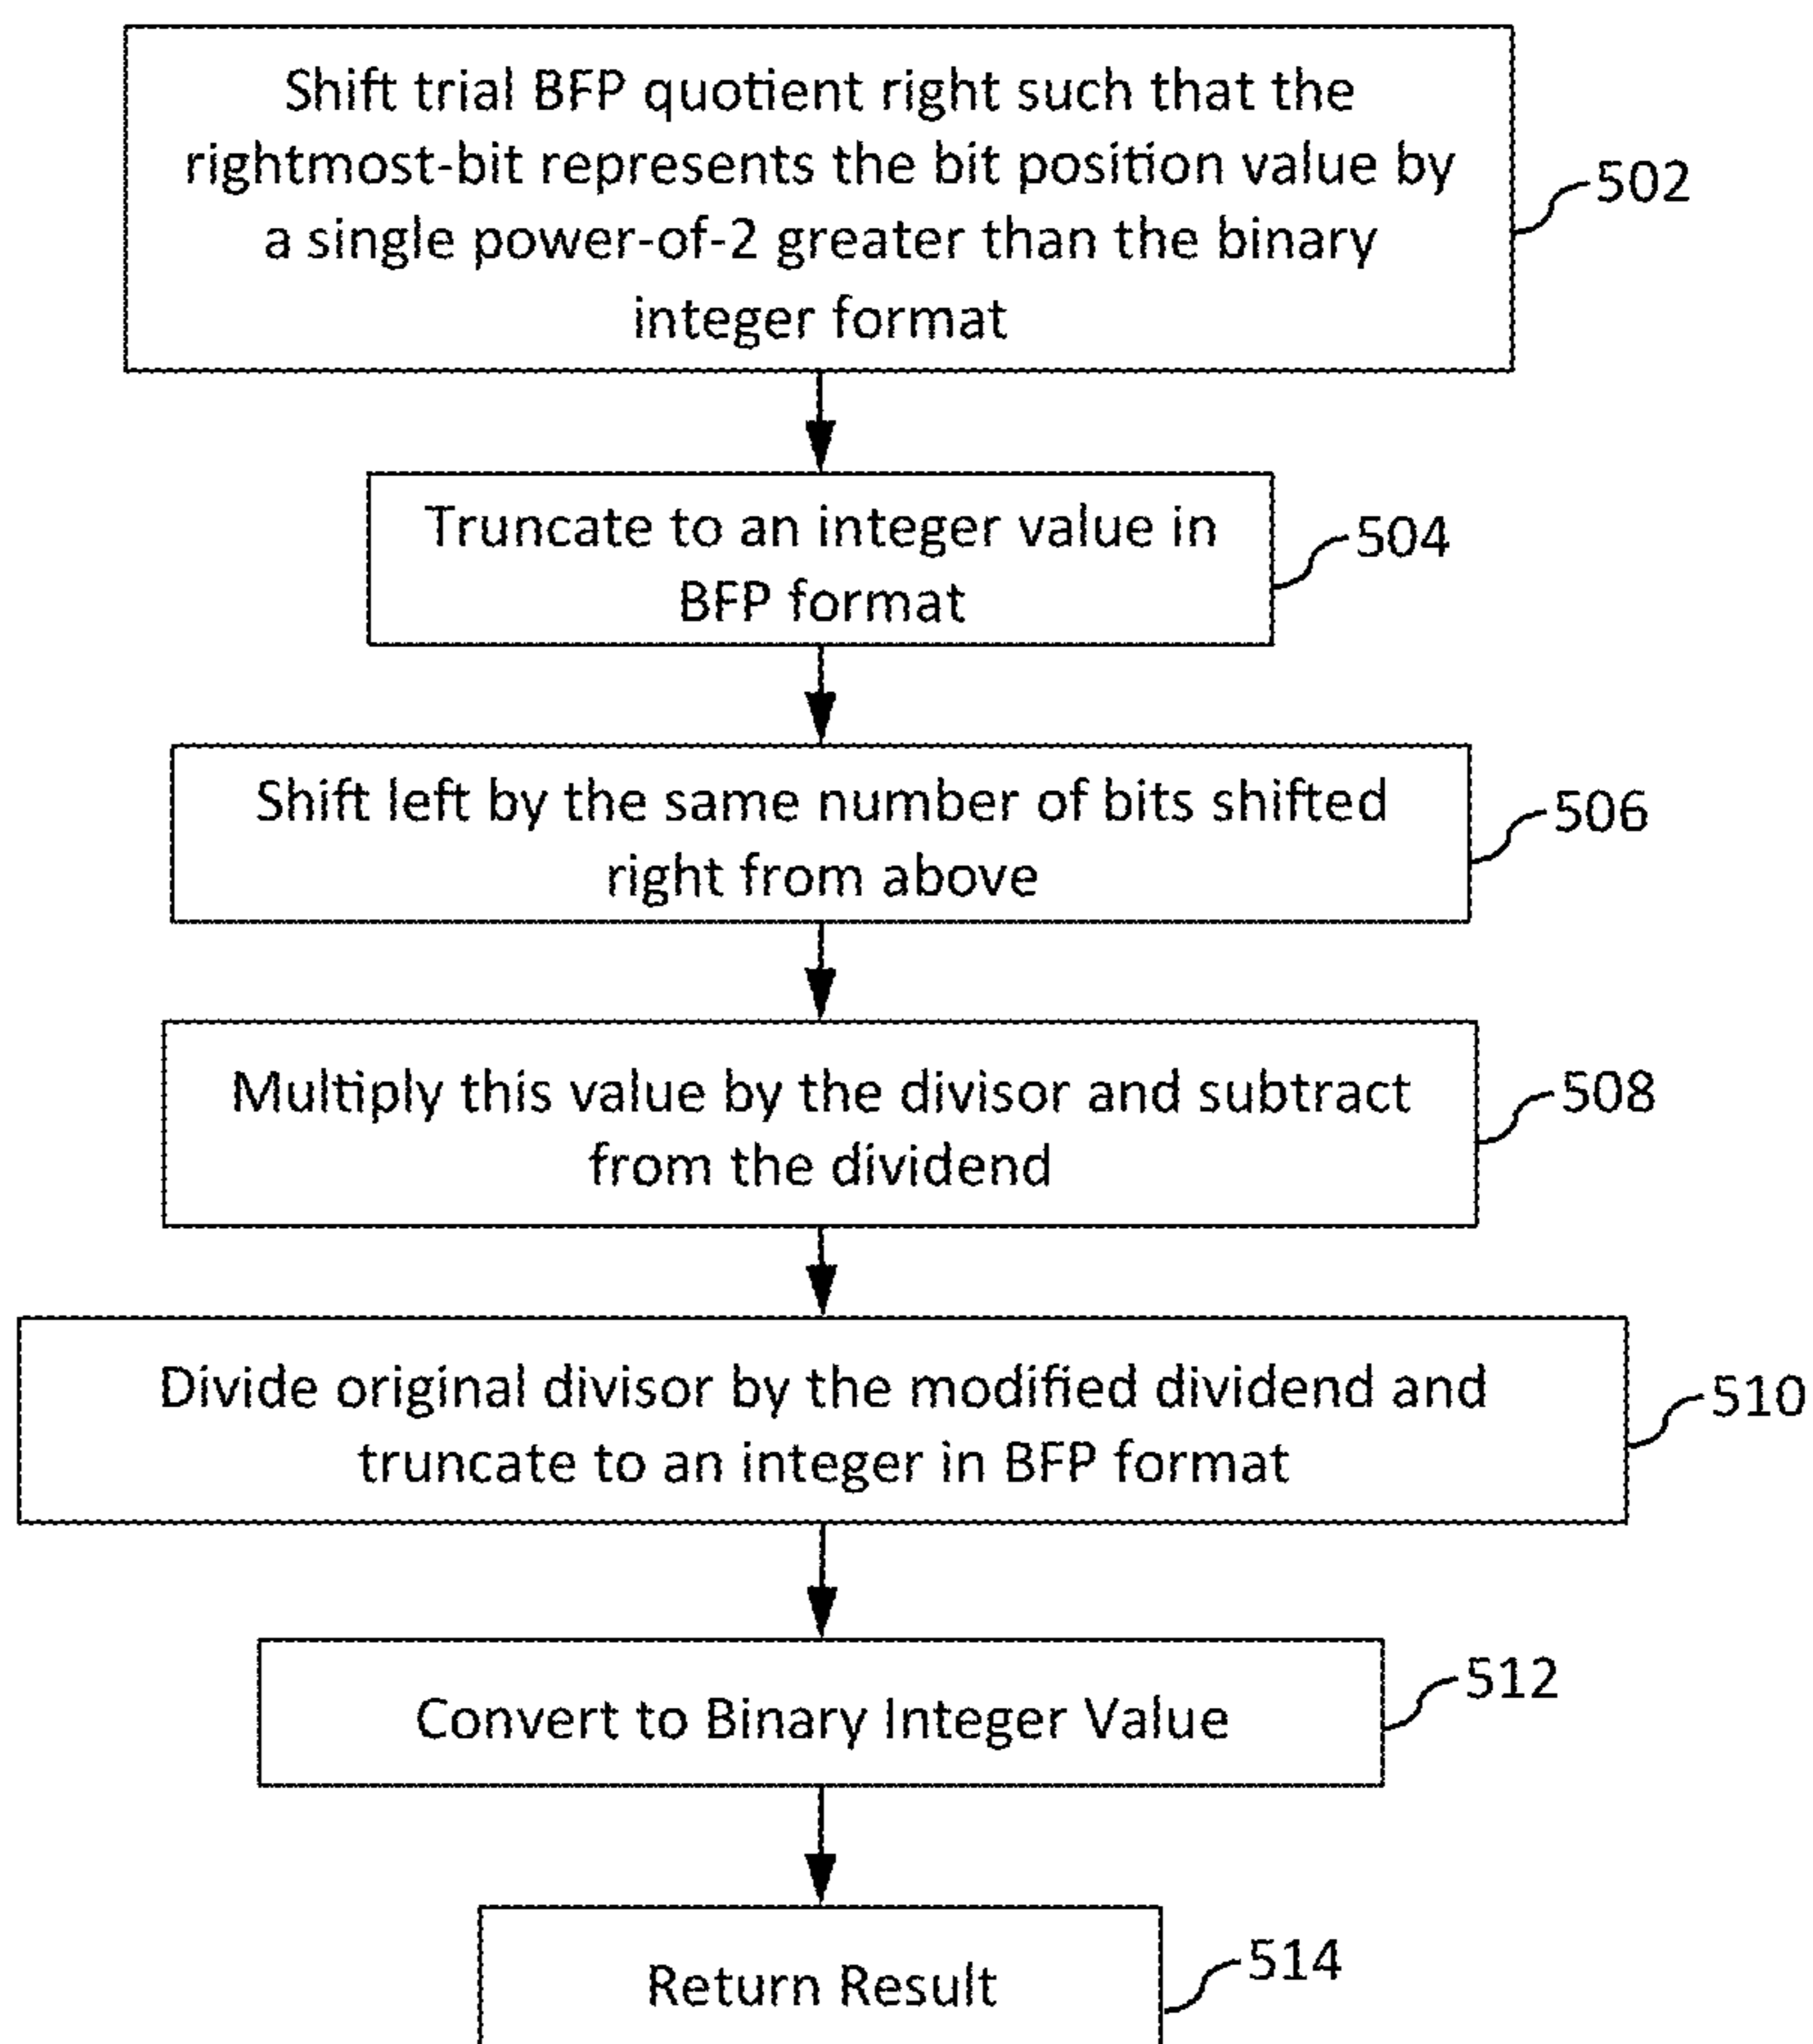 Shift trial BFP quotient right such that the
rightmost-bit represents the bit position value by
a single power-of-2 greater than the binary
integer format
502
Truncate to an integer value in
BFP format
504
Shift left by the same number of bits shifted
right from above
506
Multiply this value by the divisor and subtract
from the dividend
508
Divide original divisor by the modified dividend and
truncate to an integer in BFP format
510
Convert to Binary Integer Value
512
Return Result
514